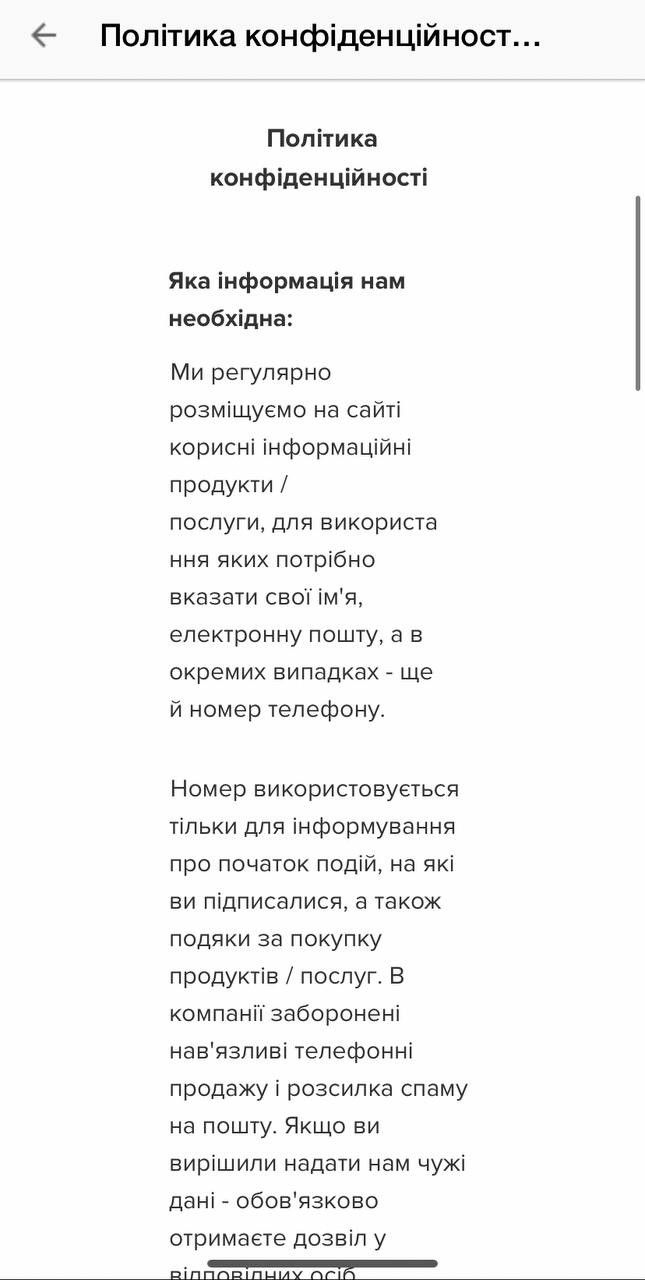 Політика конфіденційност...
Політика
конфіденційності
Яка інформація нам
необхідна:
Ми регулярно
розміщуємо на сайті
корисні інформаційні
продукти /
послуги, для використа
ння яких потрібно
вказати свої ім'я,
електронну пошту, а в
окремих випадках - ще
й номер телефону.
Номер використовується
тільки для інформування
про початок подій, на які
ви підписалися, а також
подяки за покупку
продуктів / послуг. В
компанії заборонені
нав'язливі телефонні
продажу і розсилка спаму
на пошту. Якщо ви
вирішили надати нам чужі
дані - обов'язково
отримаєте дозвіл у
відповідних осіб